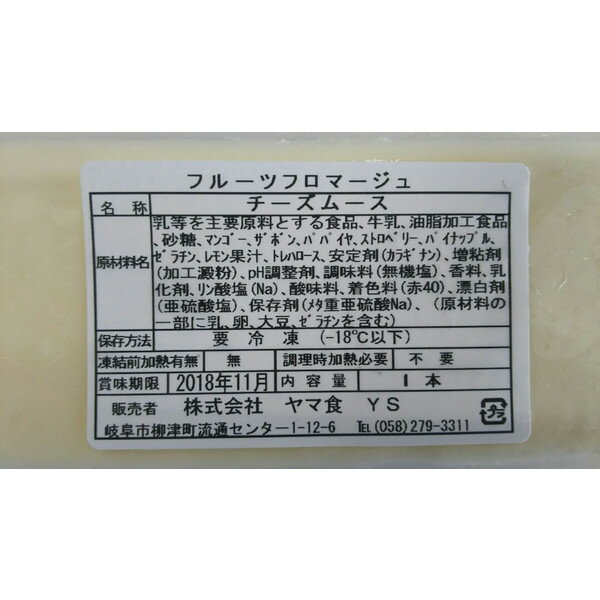 フルーツフロマージュ
名称 チーズムース
原材料名 乳等を主要原料とする食品、牛乳、油脂加工食品
、砂糖、マンゴー、ザボン、パパイヤ、ストロベリー、パイナップル、
ゼラチン、レモン果汁、トレハロース、安定剤(カラギナン)、増粘剤
(加工澱粉)、pH調整剤、調味料(無機塩)、香料、乳
化剤、リン酸塩(Na)、酸味料、着色料(赤40)、漂白剤
(亜硫酸塩)、保存剤(メタ重亜硫酸Na)、(原材料の
一部に乳、卵、大豆、ゼラチンを含む)
保存方法 要冷凍(-18℃以下)
凍結前加熱有無 無 調理時加熱必要 不要
賞味期限 2018年11月 内容量 1本
販売者 株式会社 ヤマ食 YS
岐阜市柳津町流通センター1-12-6 TEL(058)279-3311
プラ